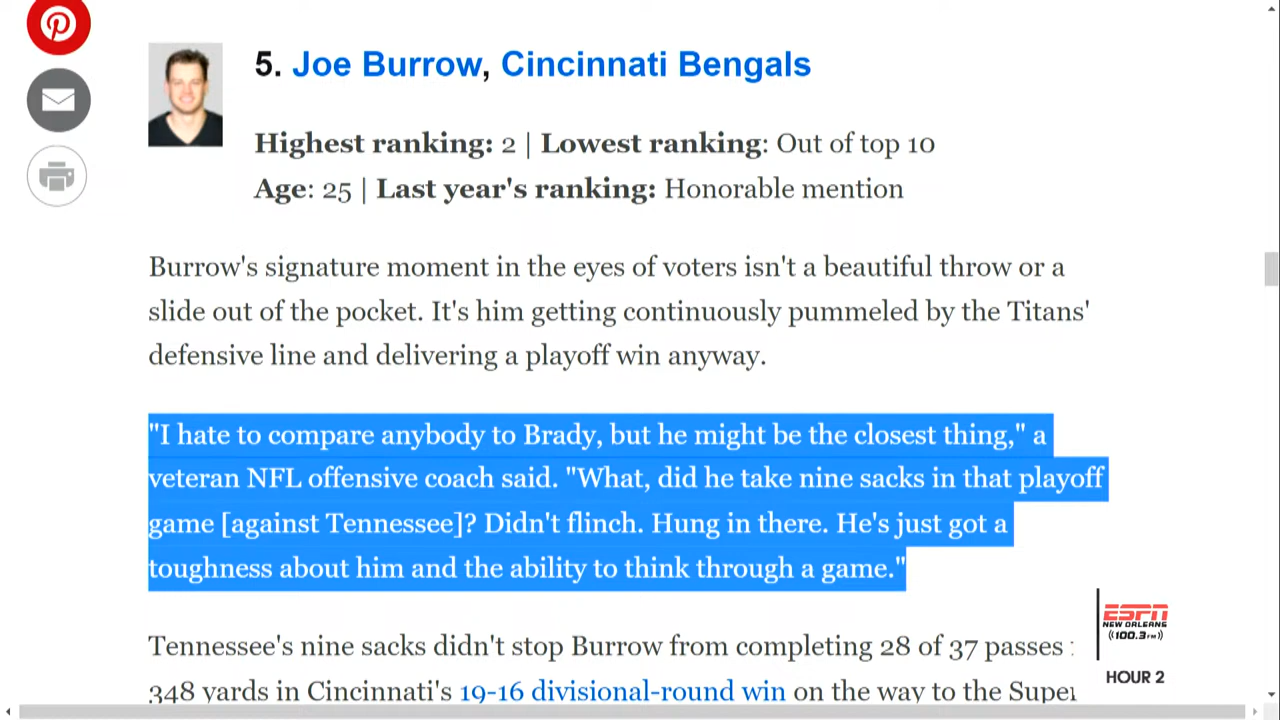 5. Joe Burrow, Cincinnati Bengals
Highest ranking: 2 | Lowest ranking: Out of top 10
Age: 25 | Last year's ranking: Honorable mention
Burrow's signature moment in the eyes of voters isn't a beautiful throw or a
slide out of the pocket. It's him getting continuously pummeled by the Titans'
defensive line and delivering a playoff win anyway.
"I hate to compare anybody to Brady, but he might be the closest thing," a
veteran NFL offensive coach said. "What, did he take nine sacks in that playoff
game [against Tennessee]? Didn't flinch. Hung in there. He's just got a
toughness about him and the ability to think through a game."
Tennessee's nine sacks didn't stop Burrow from completing 28 of 37 passes
348 yards in Cincinnati's 19-16 divisional-round win on the way to the Super
ESPN
NEW ORLEANS
((100.3 FM))
HOUR 2